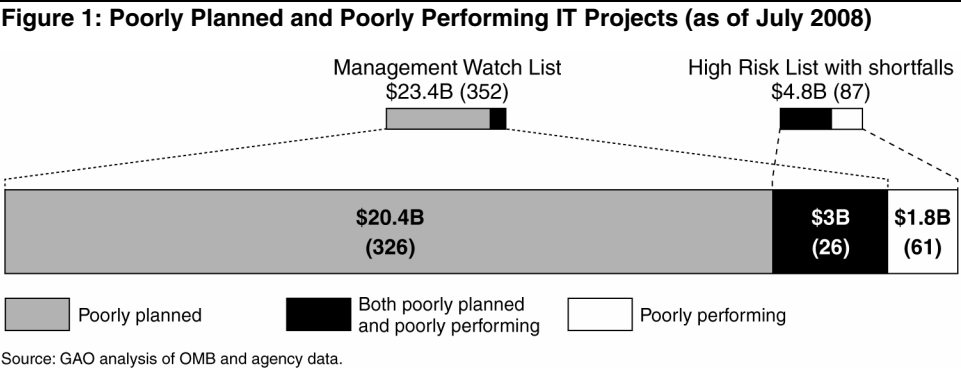 Figure 1: Poorly Planned and Poorly Performing IT Projects (as of July 2008)
Management Watch List
$23.4B (352)
High Risk List with shortfalls
$4.8B (87)
$20.4B
(326)
$3B
(26)
$1.8B
(61)
Poorly planned
Both poorly planned
and poorly performing
Poorly performing
Source: GAO analysis of OMB and agency data.